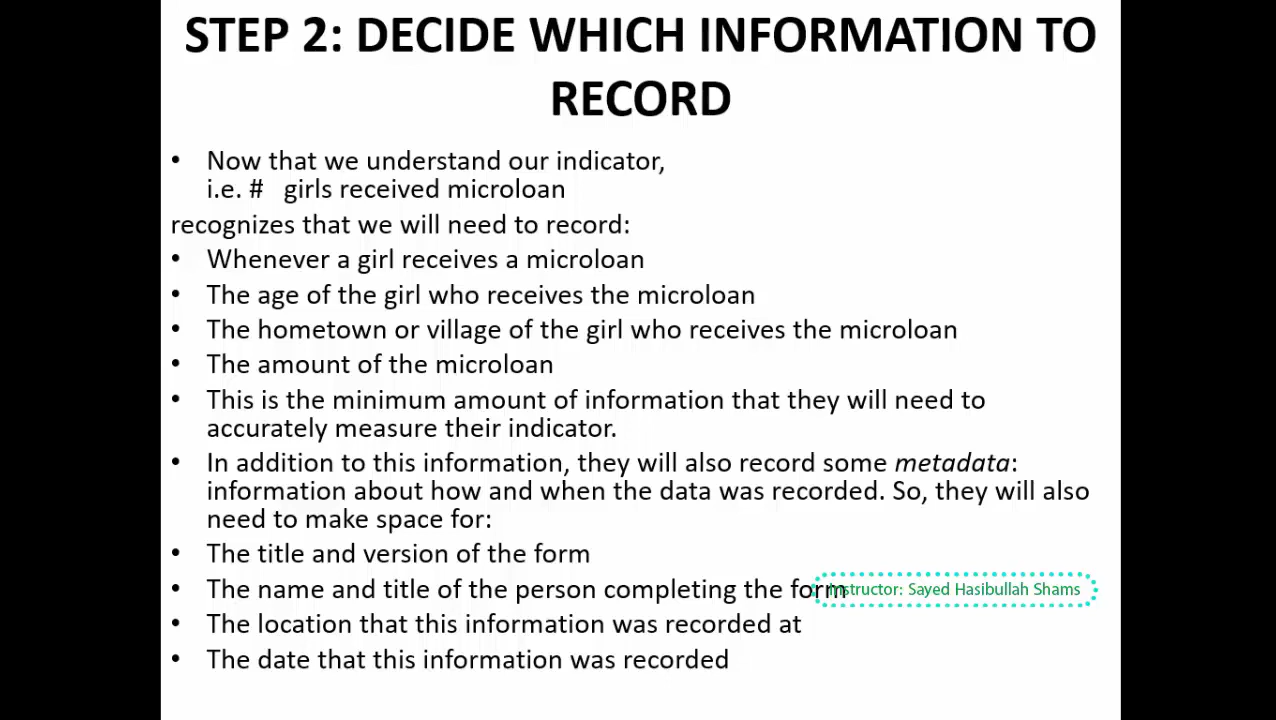 STEP 2: DECIDE WHICH INFORMATION TO
RECORD
• Now that we understand our indicator,
i.e. # girls received microloan
recognizes that we will need to record:
• Whenever a girl receives a microloan
• The age of the girl who receives the microloan
• The hometown or village of the girl who receives the microloan
• The amount of the microloan
• This is the minimum amount of information that they will need to
accurately measure their indicator.
• In addition to this information, they will also record some metadata:
information about how and when the data was recorded. So, they will also
need to make space for:
• The title and version of the form
• The name and title of the person completing the form
Instructor: Sayed Hasibullah Shams
• The location that this information was recorded at
• The date that this information was recorded